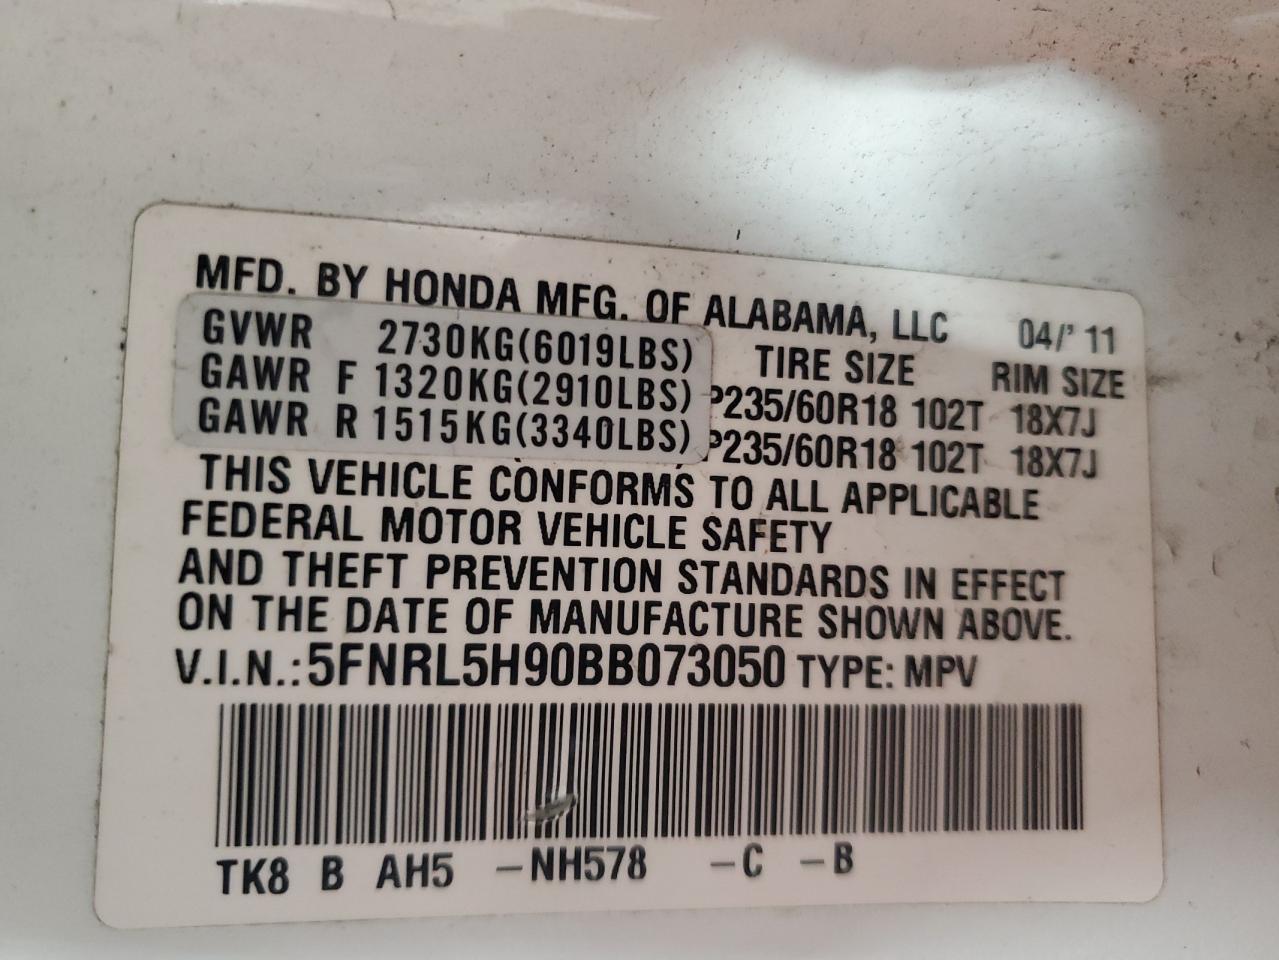 MFD. BY HONDA MFG. OF ALABAMA, LLC 04/'11
GVWR 2730KG(6019LBS) TIRE SIZE RIM SIZE
GAWR F 1320KG(2910LBS) P235/60R18 102T 18X7J
GAWR R 1515KG(3340LBS) P235/60R18 102T 18X7J
THIS VEHICLE CONFORMS TO ALL APPLICABLE
FEDERAL MOTOR VEHICLE SAFETY
AND THEFT PREVENTION STANDARDS IN EFFECT
ON THE DATE OF MANUFACTURE SHOWN ABOVE.
V.I.N.:5FNRL5H90BB073050 TYPE: MPV
TK8 B AH5 –NH578 –C –B